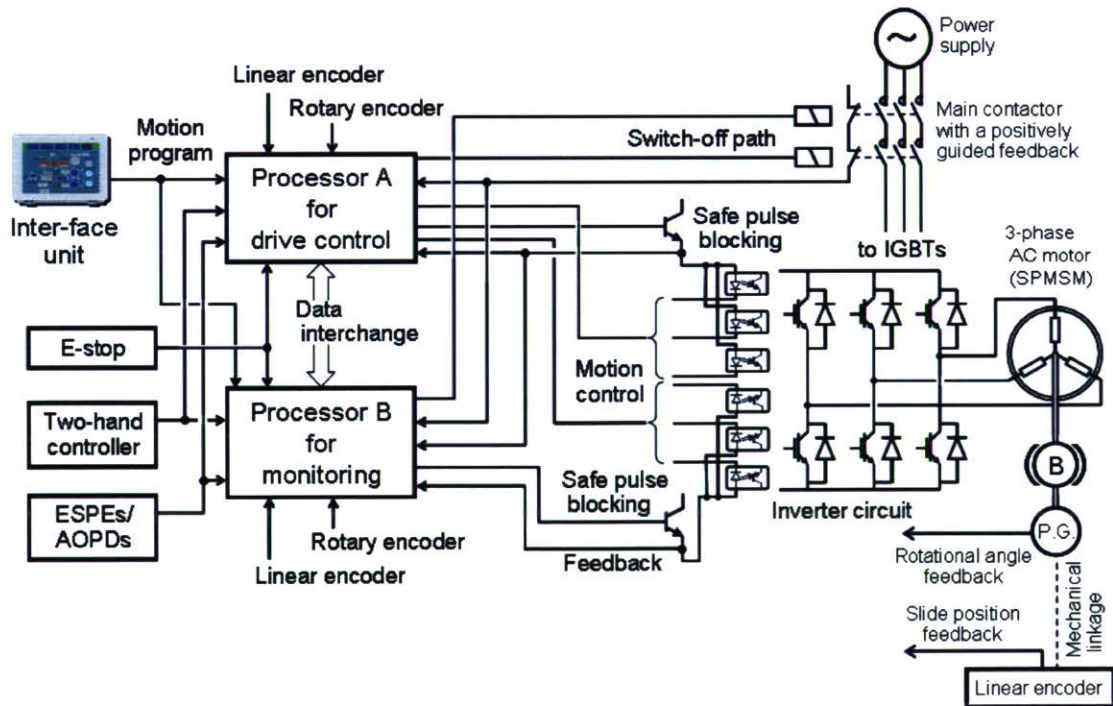 Power
supply
Linear encoder
Rotary encoder
Motion
program
Switch-off path
Main contactor
with a positively
guided feedback
Inter-face
unit
Processor A
for
drive control
Safe pulse
blocking
to IGBTs
3-phase
AC motor
(SPMSM)
Data
interchange
E-stop
Motion
control
Two-hand
controller
Processor B
for
monitoring
B
ESPEs/
AOPDs
Safe pulse
blocking
Inverter circuit
P.G.
Rotary encoder
Linear encoder
Feedback
Rotational angle
feedback
Mechanical
linkage
Slide position
feedback
Linear encoder